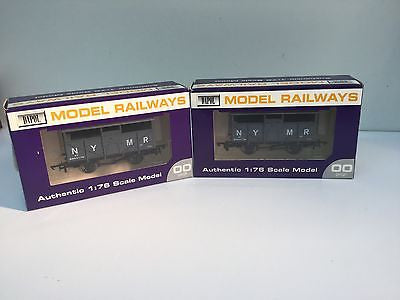 DAPOL
MODEL RAILWAYS
N Y M R
Authentic 1:76 Scale Model
OO
DAPOL
MODEL RAILWAYS
N Y M R
Authentic 1:76 Scale Model
OO